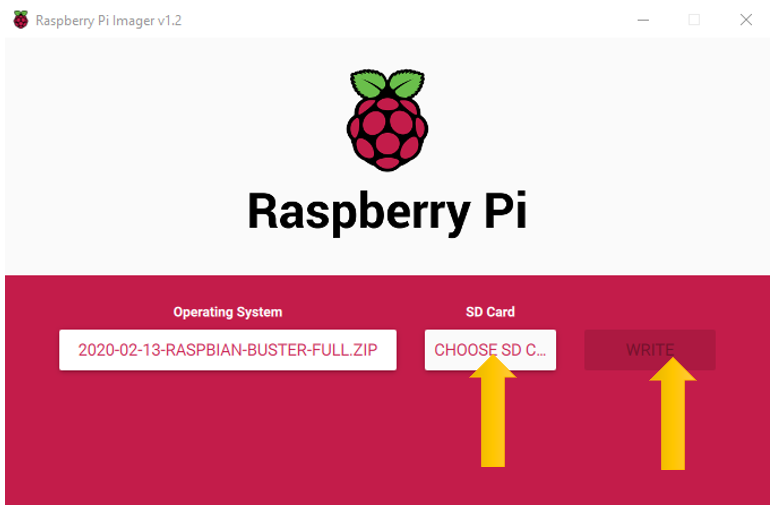 Raspberry Pi Imager v1.2
Raspberry Pi
Operating System
SD Card
2020-02-13-RASPBIAN-BUSTER-FULL.ZIP
CHOOSE SD C...
WRITE